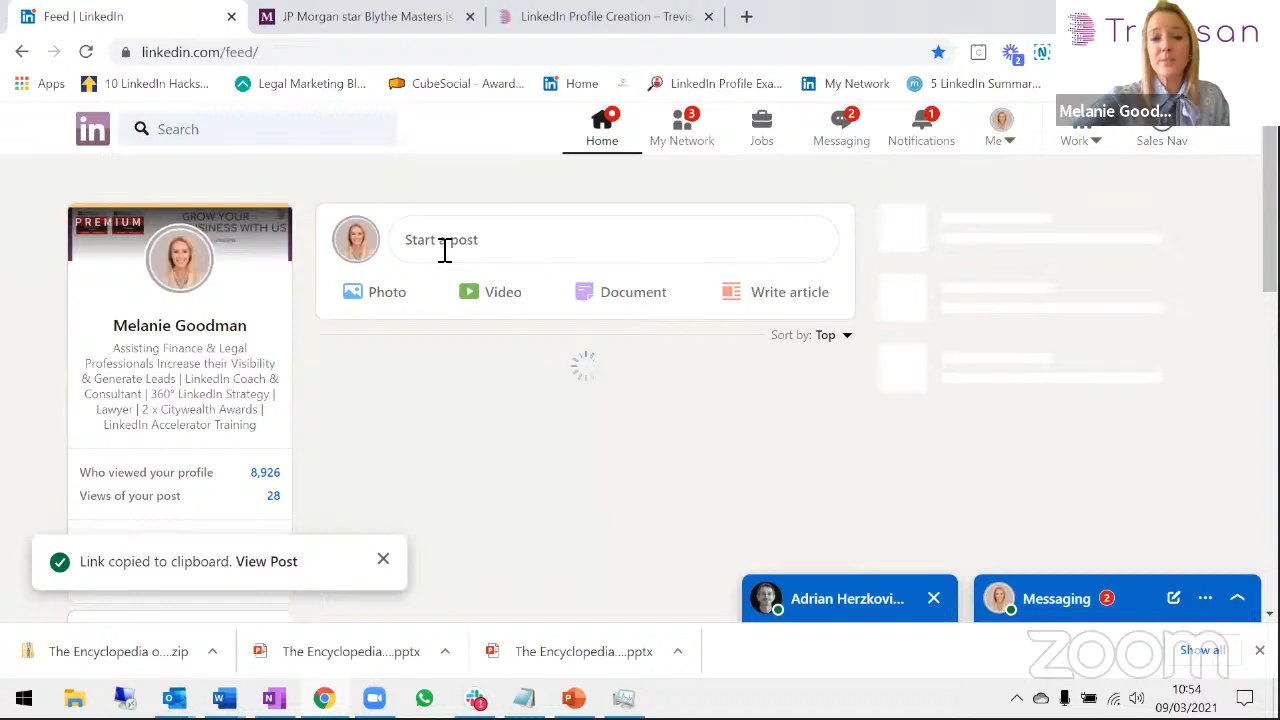 Feed | LinkedIn
JP Morgan star Blythe Masters
LinkedIn Profile Creation – Trevis
linkedin.com/feed/
Apps
10 LinkedIn Hacks...
Legal Marketing Bl...
CubeSocial – Award...
Home
LinkedIn Profile Exa...
My Network
5 LinkedIn Summar...
san
Melanie Good...
in
Search
Home
3
My Network
Jobs
2
Messaging
1
Notifications
Me
Work
Sales Nav
PREMIUM
GROW YOUR
BUSINESS WITH US
Melanie Goodman
Assisting Finance & Legal
Professionals Increase their Visibility
& Generate Leads | LinkedIn Coach &
Consultant | 360° LinkedIn Strategy |
Lawyer | 2 x Citywealth Awards |
LinkedIn Accelerator Training
Who viewed your profile 8,926
Views of your post 28
Start a post
Photo
Video
Document
Write article
Sort by: Top
Link copied to clipboard. View Post
Adrian Herzkovi...
Messaging 2
The Encyclopedia o....zip
The Encyclopedia....pptx
The Encyclopedia....pptx
Show all
zoom
10:54
09/03/2021